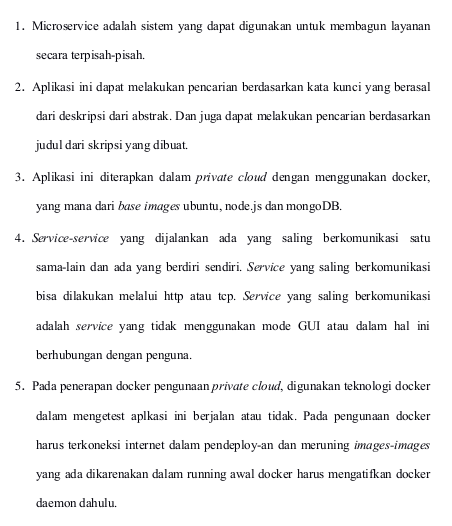 1. Microservice adalah sistem yang dapat digunakan untuk membagun layanan
secara terpisah-pisah.
2. Aplikasi ini dapat melakukan pencarian berdasarkan kata kunci yang berasal
dari deskripsi dari abstrak. Dan juga dapat melakukan pencarian berdasarkan
judul dari skripsi yang dibuat.
3. Aplikasi ini diterapkan dalam private cloud dengan menggunakan docker,
yang mana dari base images ubuntu, node.js dan mongoDB.
4. Service-service yang dijalankan ada yang saling berkomunikasi satu
sama-lain dan ada yang berdiri sendiri. Service yang saling berkomunikasi
bisa dilakukan melalui http atau tcp. Service yang saling berkomunikasi
adalah service yang tidak menggunakan mode GUI atau dalam hal ini
berhubungan dengan penguna.
5. Pada penerapan docker pengunaan private cloud, digunakan teknologi docker
dalam mengetest aplkasi ini berjalan atau tidak. Pada pengunaan docker
harus terkoneksi internet dalam pendeploy-an dan meruning images-images
yang ada dikarenakan dalam running awal docker harus mengatifkan docker
daemon dahulu.